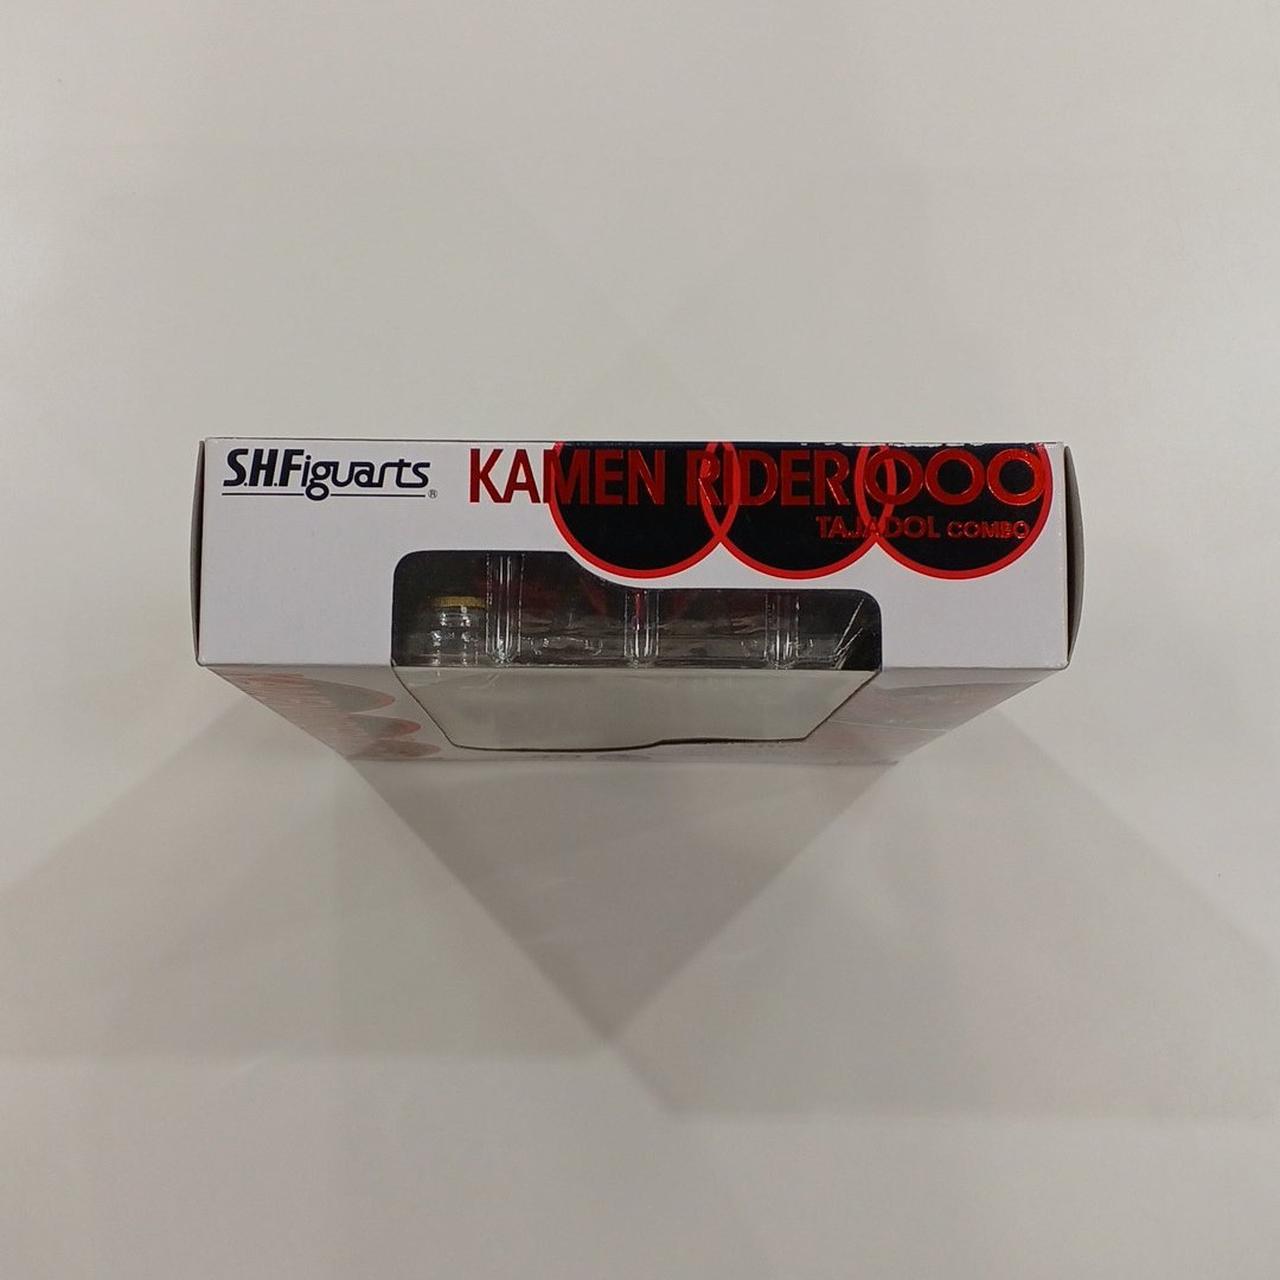 S.H.Figuarts®
KAMEN RIDER OOO
TAJADOL COMBO